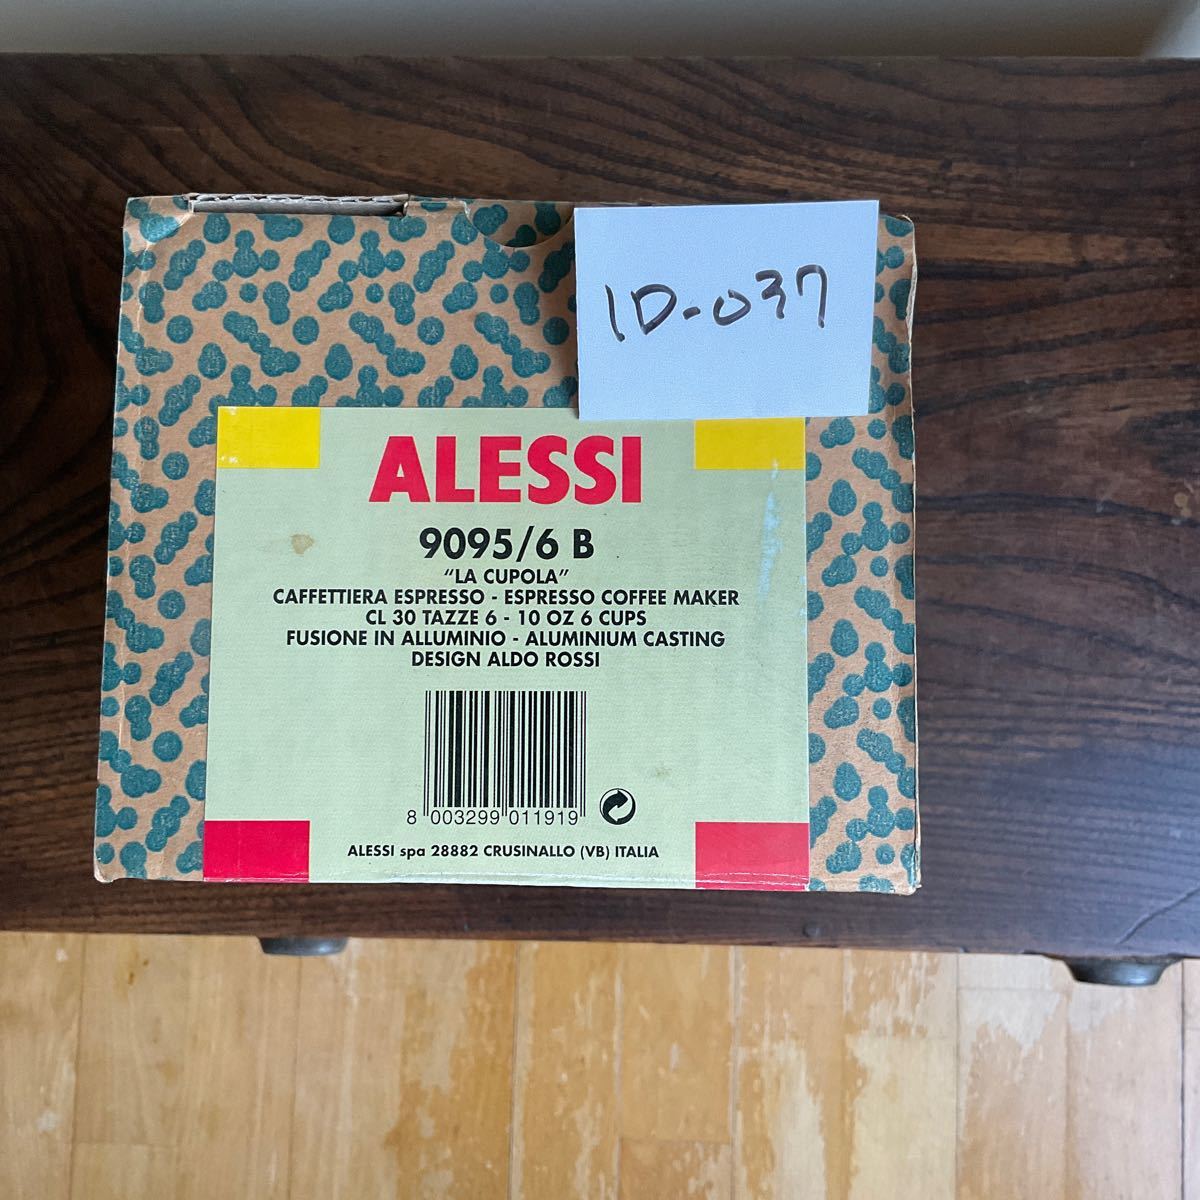 ID-037
ALESSI
9095/6 B
"LA CUPOLA"
CAFFETTIERA ESPRESSO - ESPRESSO COFFEE MAKER
CL 30 TAZZE 6 - 10 OZ 6 CUPS
FUSIONE IN ALLUMINIO - ALUMINIUM CASTING
DESIGN ALDO ROSSI
8 003299 011919
ALESSI spa 28882 CRUSINALLO (VB) ITALIA